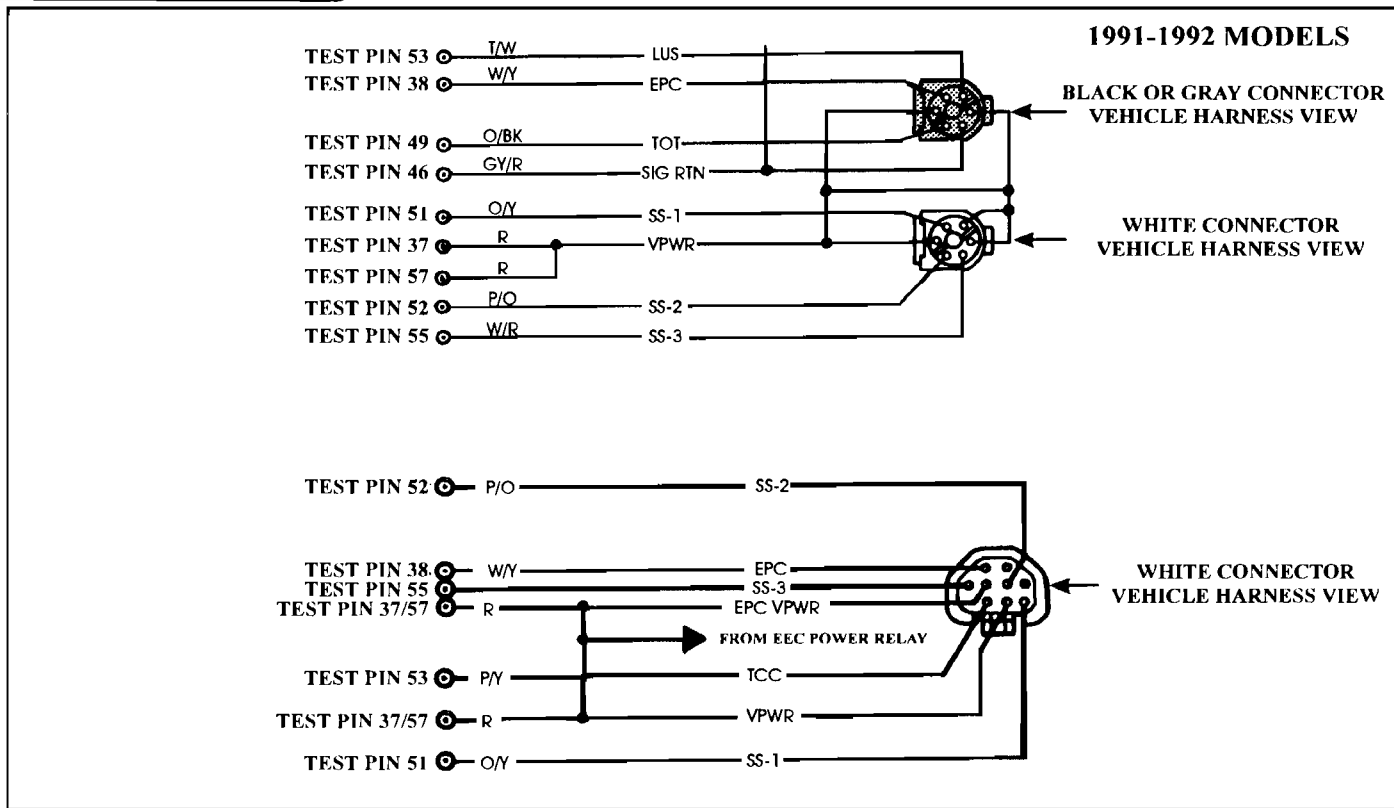 1991-1992 MODELS
TEST PIN 53 T/W LUS
TEST PIN 38 W/Y EPC
BLACK OR GRAY CONNECTOR
VEHICLE HARNESS VIEW
TEST PIN 49 O/BK TOT
TEST PIN 46 GY/R SIG RTN
TEST PIN 51 O/Y SS-1
WHITE CONNECTOR
VEHICLE HARNESS VIEW
TEST PIN 37 R VPWR
TEST PIN 57 R
TEST PIN 52 P/O SS-2
TEST PIN 55 W/R SS-3
TEST PIN 52 P/O SS-2
TEST PIN 38 W/Y EPC
WHITE CONNECTOR
VEHICLE HARNESS VIEW
TEST PIN 55 SS-3
TEST PIN 37/57 R EPC VPWR
FROM EEC POWER RELAY
TEST PIN 53 P/Y TCC
TEST PIN 37/57 R VPWR
TEST PIN 51 O/Y SS-1